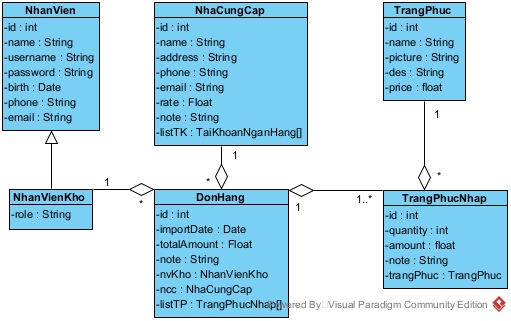 NhanVien
-id : int
-name : String
-username : String
-password : String
-birth : Date
-phone : String
-email : String
NhaCungCap
-id : int
-name : String
-address : String
-phone : String
-email : String
-rate : Float
-note : String
-listTK : TaiKhoanNganHang[]
TrangPhuc
-id : int
-name : String
-picture : String
-des : String
-price : float
1
1
1
*
*
*
1
1..*
NhanVienKho
-role : String
DonHang
-id : int
-importDate : Date
-totalAmount : Float
-note : String
-nvKho : NhanVienKho
-ncc : NhaCungCap
-listTP : TrangPhucNhap[]
TrangPhucNhap
-id : int
-quantity : int
-amount : float
-note : String
-trangPhuc : TrangPhuc
Powered By Visual Paradigm Community Edition